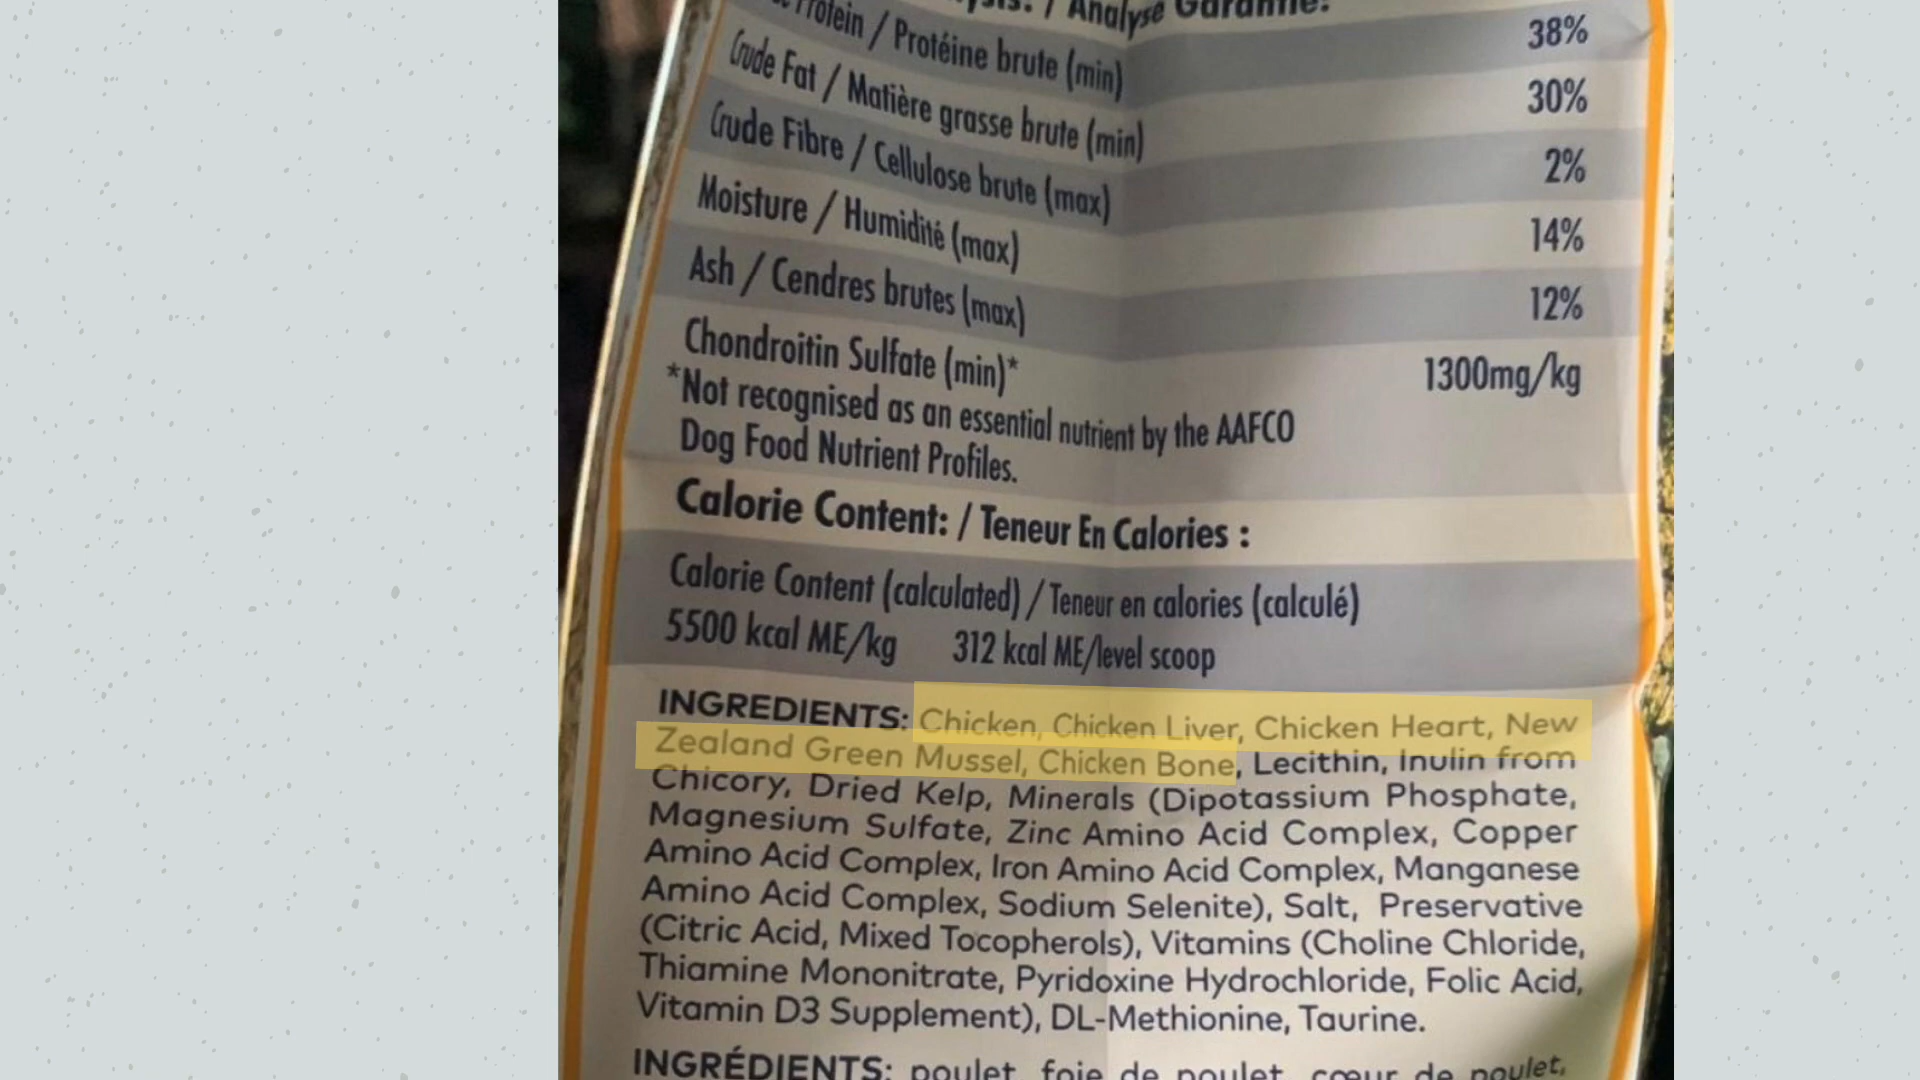 / Analyse Garantie:
Protein / Protéine brute (min) 38%
Crude Fat / Matière grasse brute (min) 30%
Crude Fibre / Cellulose brute (max) 2%
Moisture / Humidité (max) 14%
Ash / Cendres brutes (max) 12%
Chondroitin Sulfate (min)* 1300mg/kg
*Not recognised as an essential nutrient by the AAFCO
Dog Food Nutrient Profiles.
Calorie Content: / Teneur En Calories :
Calorie Content (calculated) / Teneur en calories (calculé)
5500 kcal ME/kg 312 kcal ME/level scoop
INGREDIENTS: Chicken, Chicken Liver, Chicken Heart, New
Zealand Green Mussel, Chicken Bone, Lecithin, Inulin from
Chicory, Dried Kelp, Minerals (Dipotassium Phosphate,
Magnesium Sulfate, Zinc Amino Acid Complex, Copper
Amino Acid Complex, Iron Amino Acid Complex, Manganese
Amino Acid Complex, Sodium Selenite), Salt, Preservative
(Citric Acid, Mixed Tocopherols), Vitamins (Choline Chloride,
Thiamine Mononitrate, Pyridoxine Hydrochloride, Folic Acid,
Vitamin D3 Supplement), DL-Methionine, Taurine.
INGRÉDIENTS: poulet, foie de poulet, cœur de poulet,